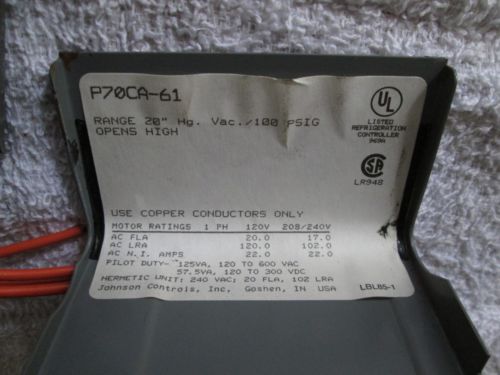 P70CA-61
RANGE 20" Hg. Vac./100 PSIG
OPENS HIGH
UL
LISTED
REFRIGERATION
CONTROLLER
969A
SA
LR948
USE COPPER CONDUCTORS ONLY
MOTOR RATINGS 1 PH 120V 208/240V
AC FLA 20.0 17.0
AC LRA 120.0 102.0
AC N.I. AMPS 22.0 22.0
PILOT DUTY- 125VA, 120 TO 600 VAC
57.5VA, 120 TO 300 VDC
HERMETIC UNIT: 240 VAC; 20 FLA, 102 LRA
Johnson Controls, Inc. Goshen, IN USA
LBL85-1